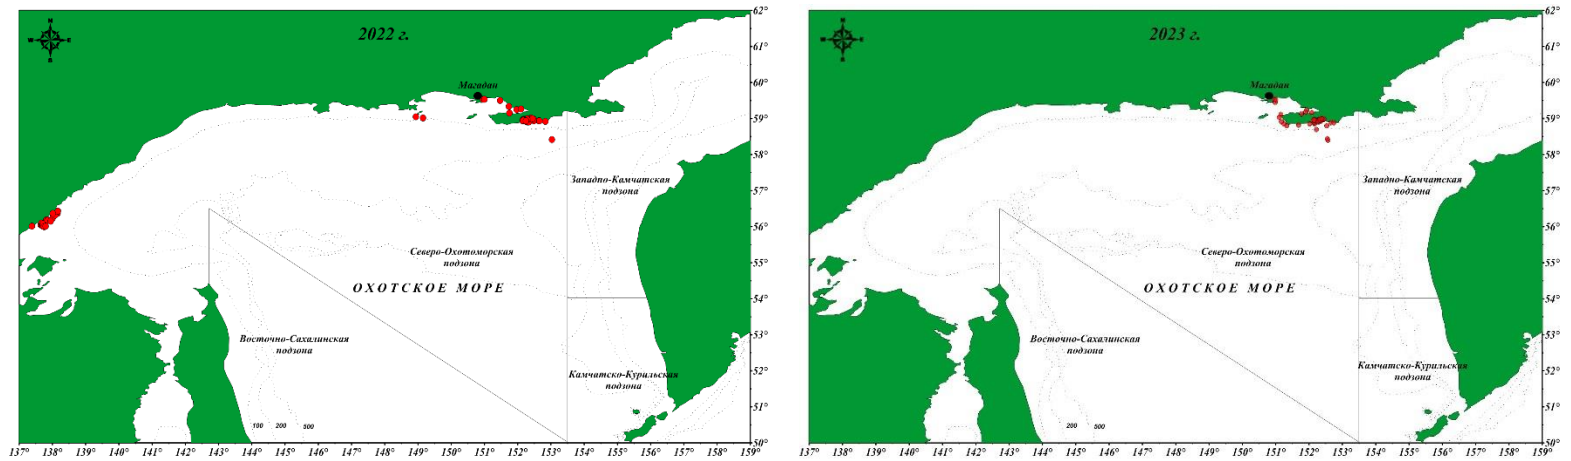 N
W E
S
2022 г.
62°
61°
Магадан
60°
59°
58°
Западно-Камчатская
подзона
57°
56°
Северо-Охотоморская
подзона
55°
ОХОТСКОЕ МОРЕ
54°
Восточно-Сахалинская
подзона
53°
52°
Камчатско-Курильская
подзона
51°
100 200 500
50°
137° 138° 139° 140° 141° 142° 143° 144° 145° 146° 147° 148° 149° 150° 151° 152° 153° 154° 155° 156° 157° 158° 159°
N
W E
S
2023 г.
62°
61°
Магадан
60°
59°
58°
Западно-Камчатская
подзона
57°
56°
Северо-Охотоморская
подзона
55°
ОХОТСКОЕ МОРЕ
54°
Восточно-Сахалинская
подзона
53°
52°
Камчатско-Курильская
подзона
51°
200 500
50°
137° 138° 139° 140° 141° 142° 143° 144° 145° 146° 147° 148° 149° 150° 151° 152° 153° 154° 155° 156° 157° 158° 159°